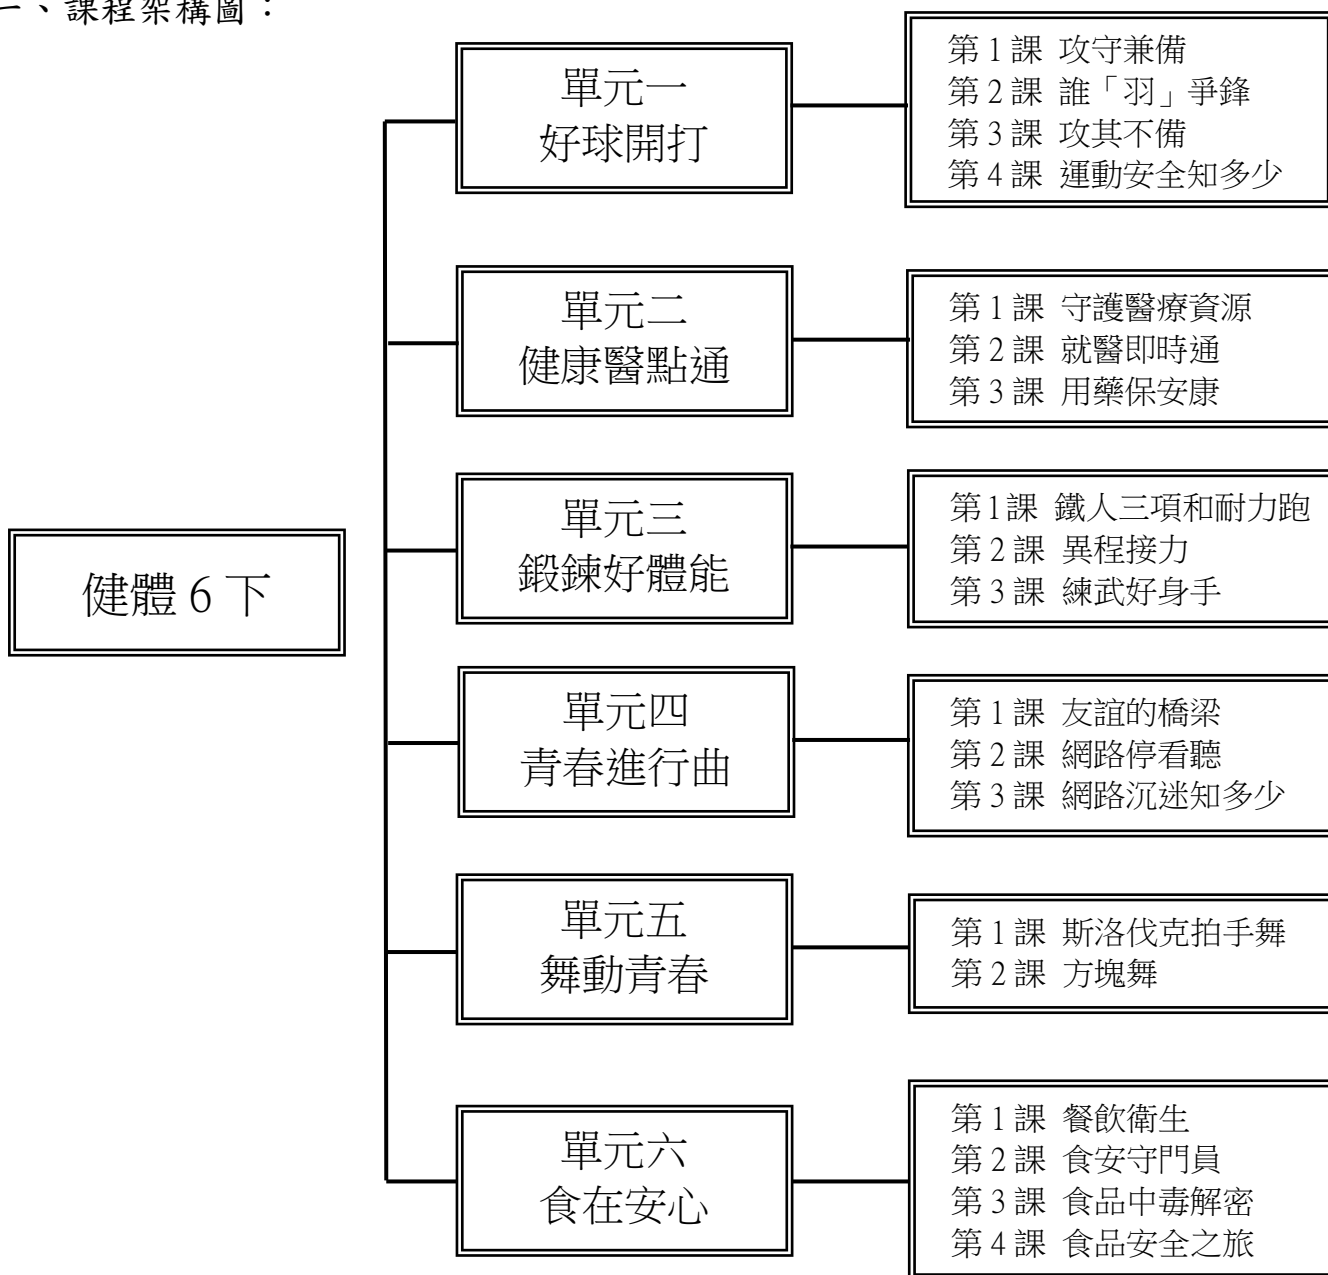 一、課程架構圖：
健體 6 下
單元一
好球開打
第 1 課 攻守兼備
第 2 課 誰「羽」爭鋒
第 3 課 攻其不備
第 4 課 運動安全知多少
單元二
健康醫點通
第 1 課 守護醫療資源
第 2 課 就醫即時通
第 3 課 用藥保安康
單元三
鍛鍊好體能
第 1 課 鐵人三項和耐力跑
第 2 課 異程接力
第 3 課 練武好身手
單元四
青春進行曲
第 1 課 友誼的橋梁
第 2 課 網路停看聽
第 3 課 網路沉迷知多少
單元五
舞動青春
第 1 課 斯洛伐克拍手舞
第 2 課 方塊舞
單元六
食在安心
第 1 課 餐飲衛生
第 2 課 食安守門員
第 3 課 食品中毒解密
第 4 課 食品安全之旅